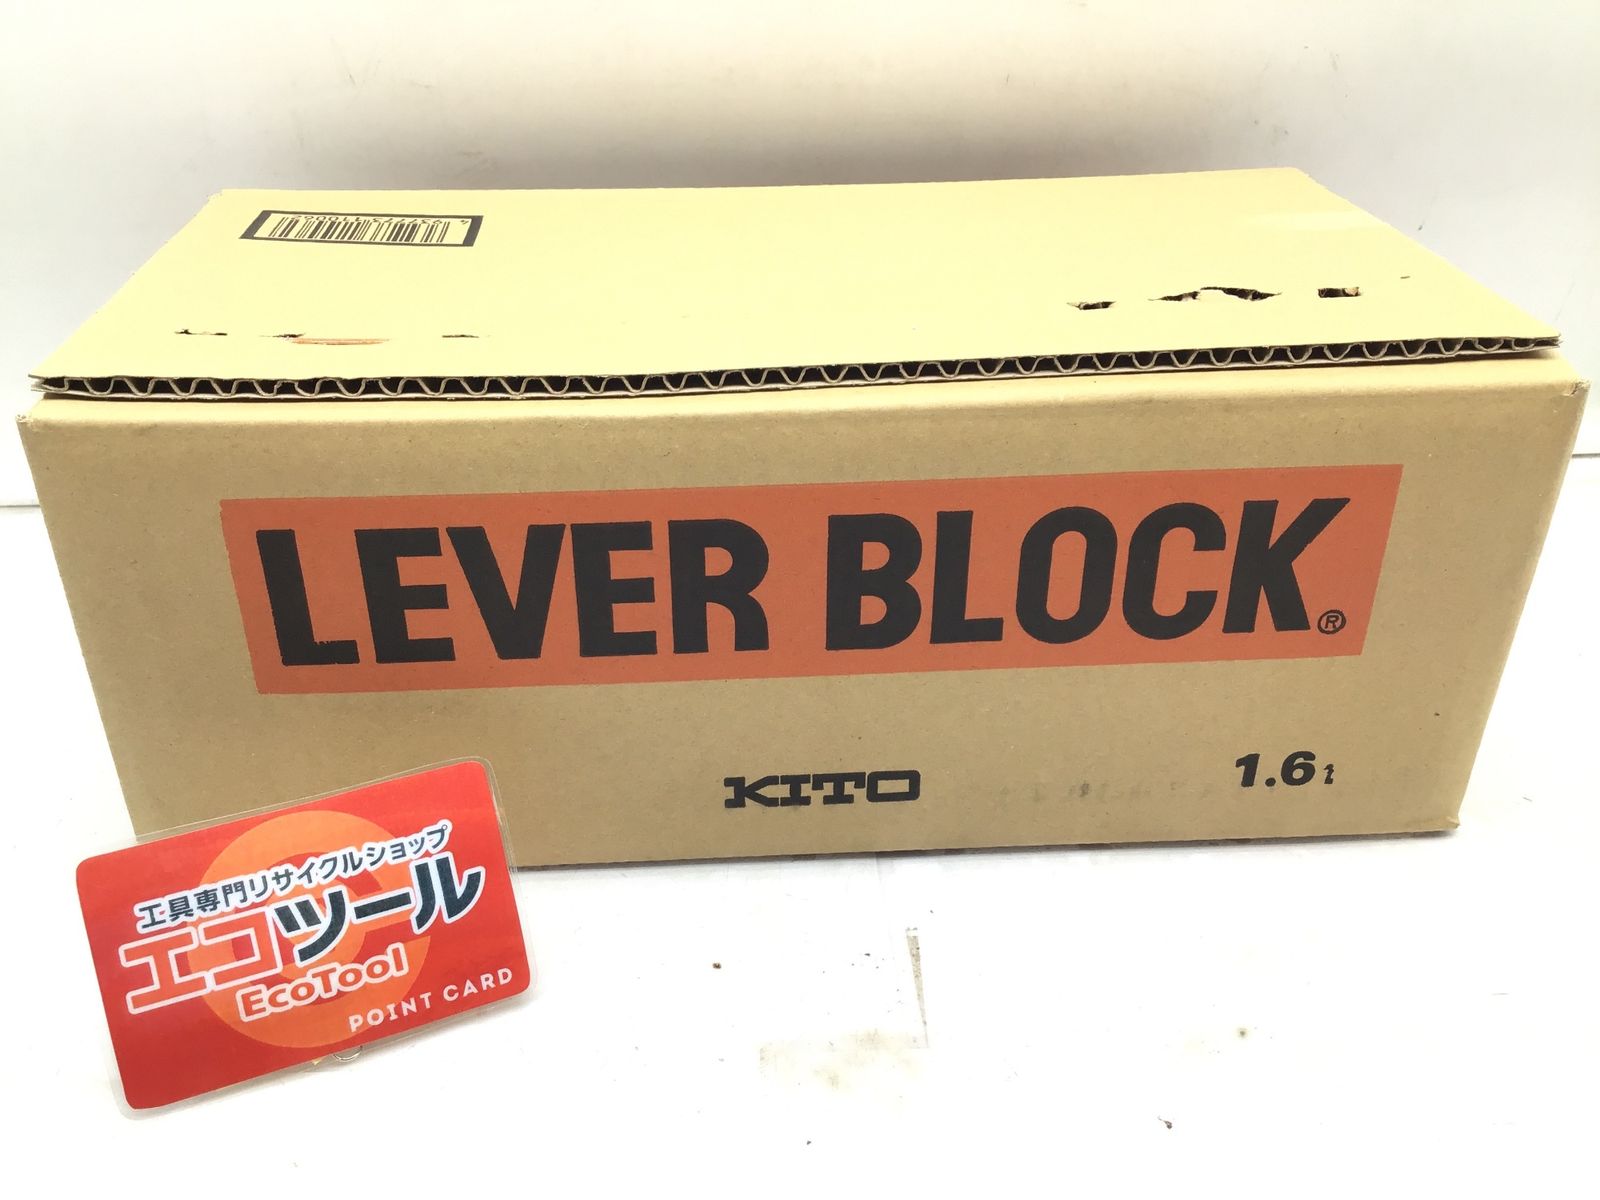 LEVER BLOCK®
KITO
1.6t
工具専門リサイクルショップ
エコツール
EcoTool
POINT CARD